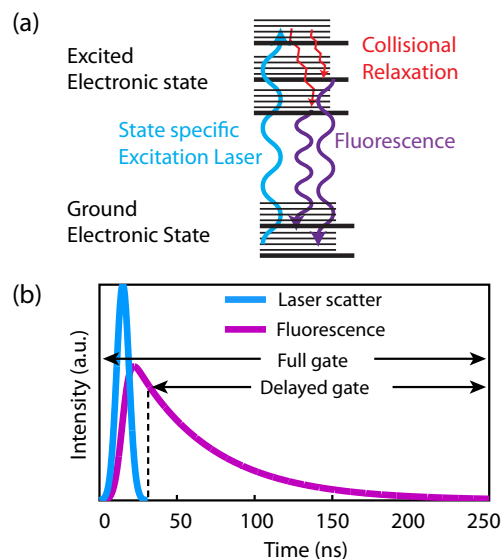 (a)
Excited
Electronic state
Collisional
Relaxation
State specific
Excitation Laser
Fluorescence
Ground
Electronic State
(b)
Laser scatter
Fluorescence
Full gate
Delayed gate
Intensity (a.u.)
0 50 100 150 200 250
Time (ns)